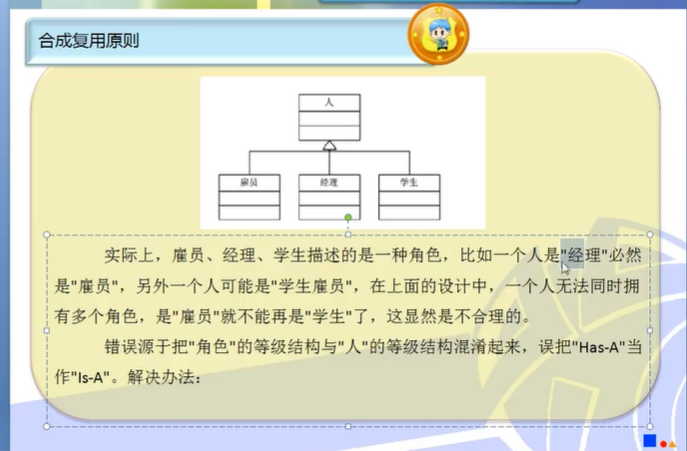 合成复用原则
人
雇员
经理
学生
实际上，雇员、经理、学生描述的是一种角色，比如一个人是"经理"必然
是"雇员"，另外一个人可能是"学生雇员"，在上面的设计中，一个人无法同时拥
有多个角色，是"雇员"就不能再是"学生"了，这显然是不合理的。
错误源于把"角色"的等级结构与"人"的等级结构混淆起来，误把"Has-A"当
作"Is-A"。解决办法：